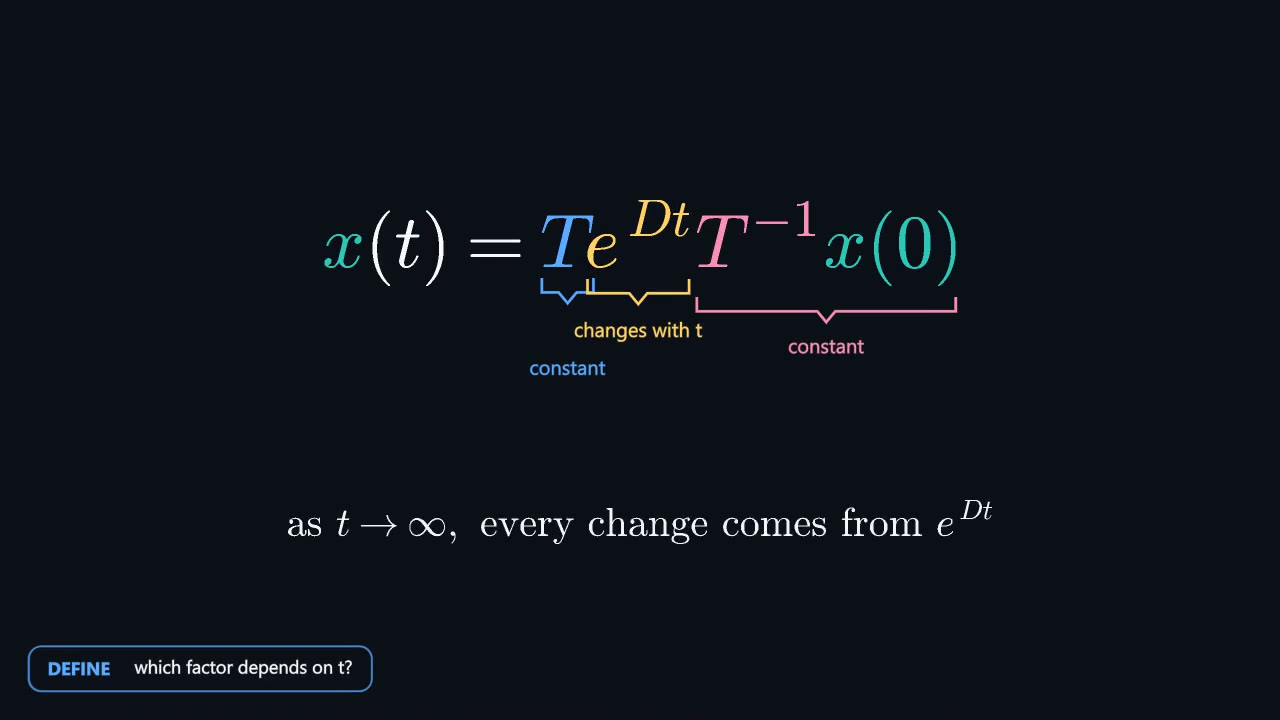 x(t) = Te^{Dt}T^{-1}x(0)
changes with t
constant
constant
as t → ∞, every change comes from e^{Dt}
DEFINE which factor depends on t?